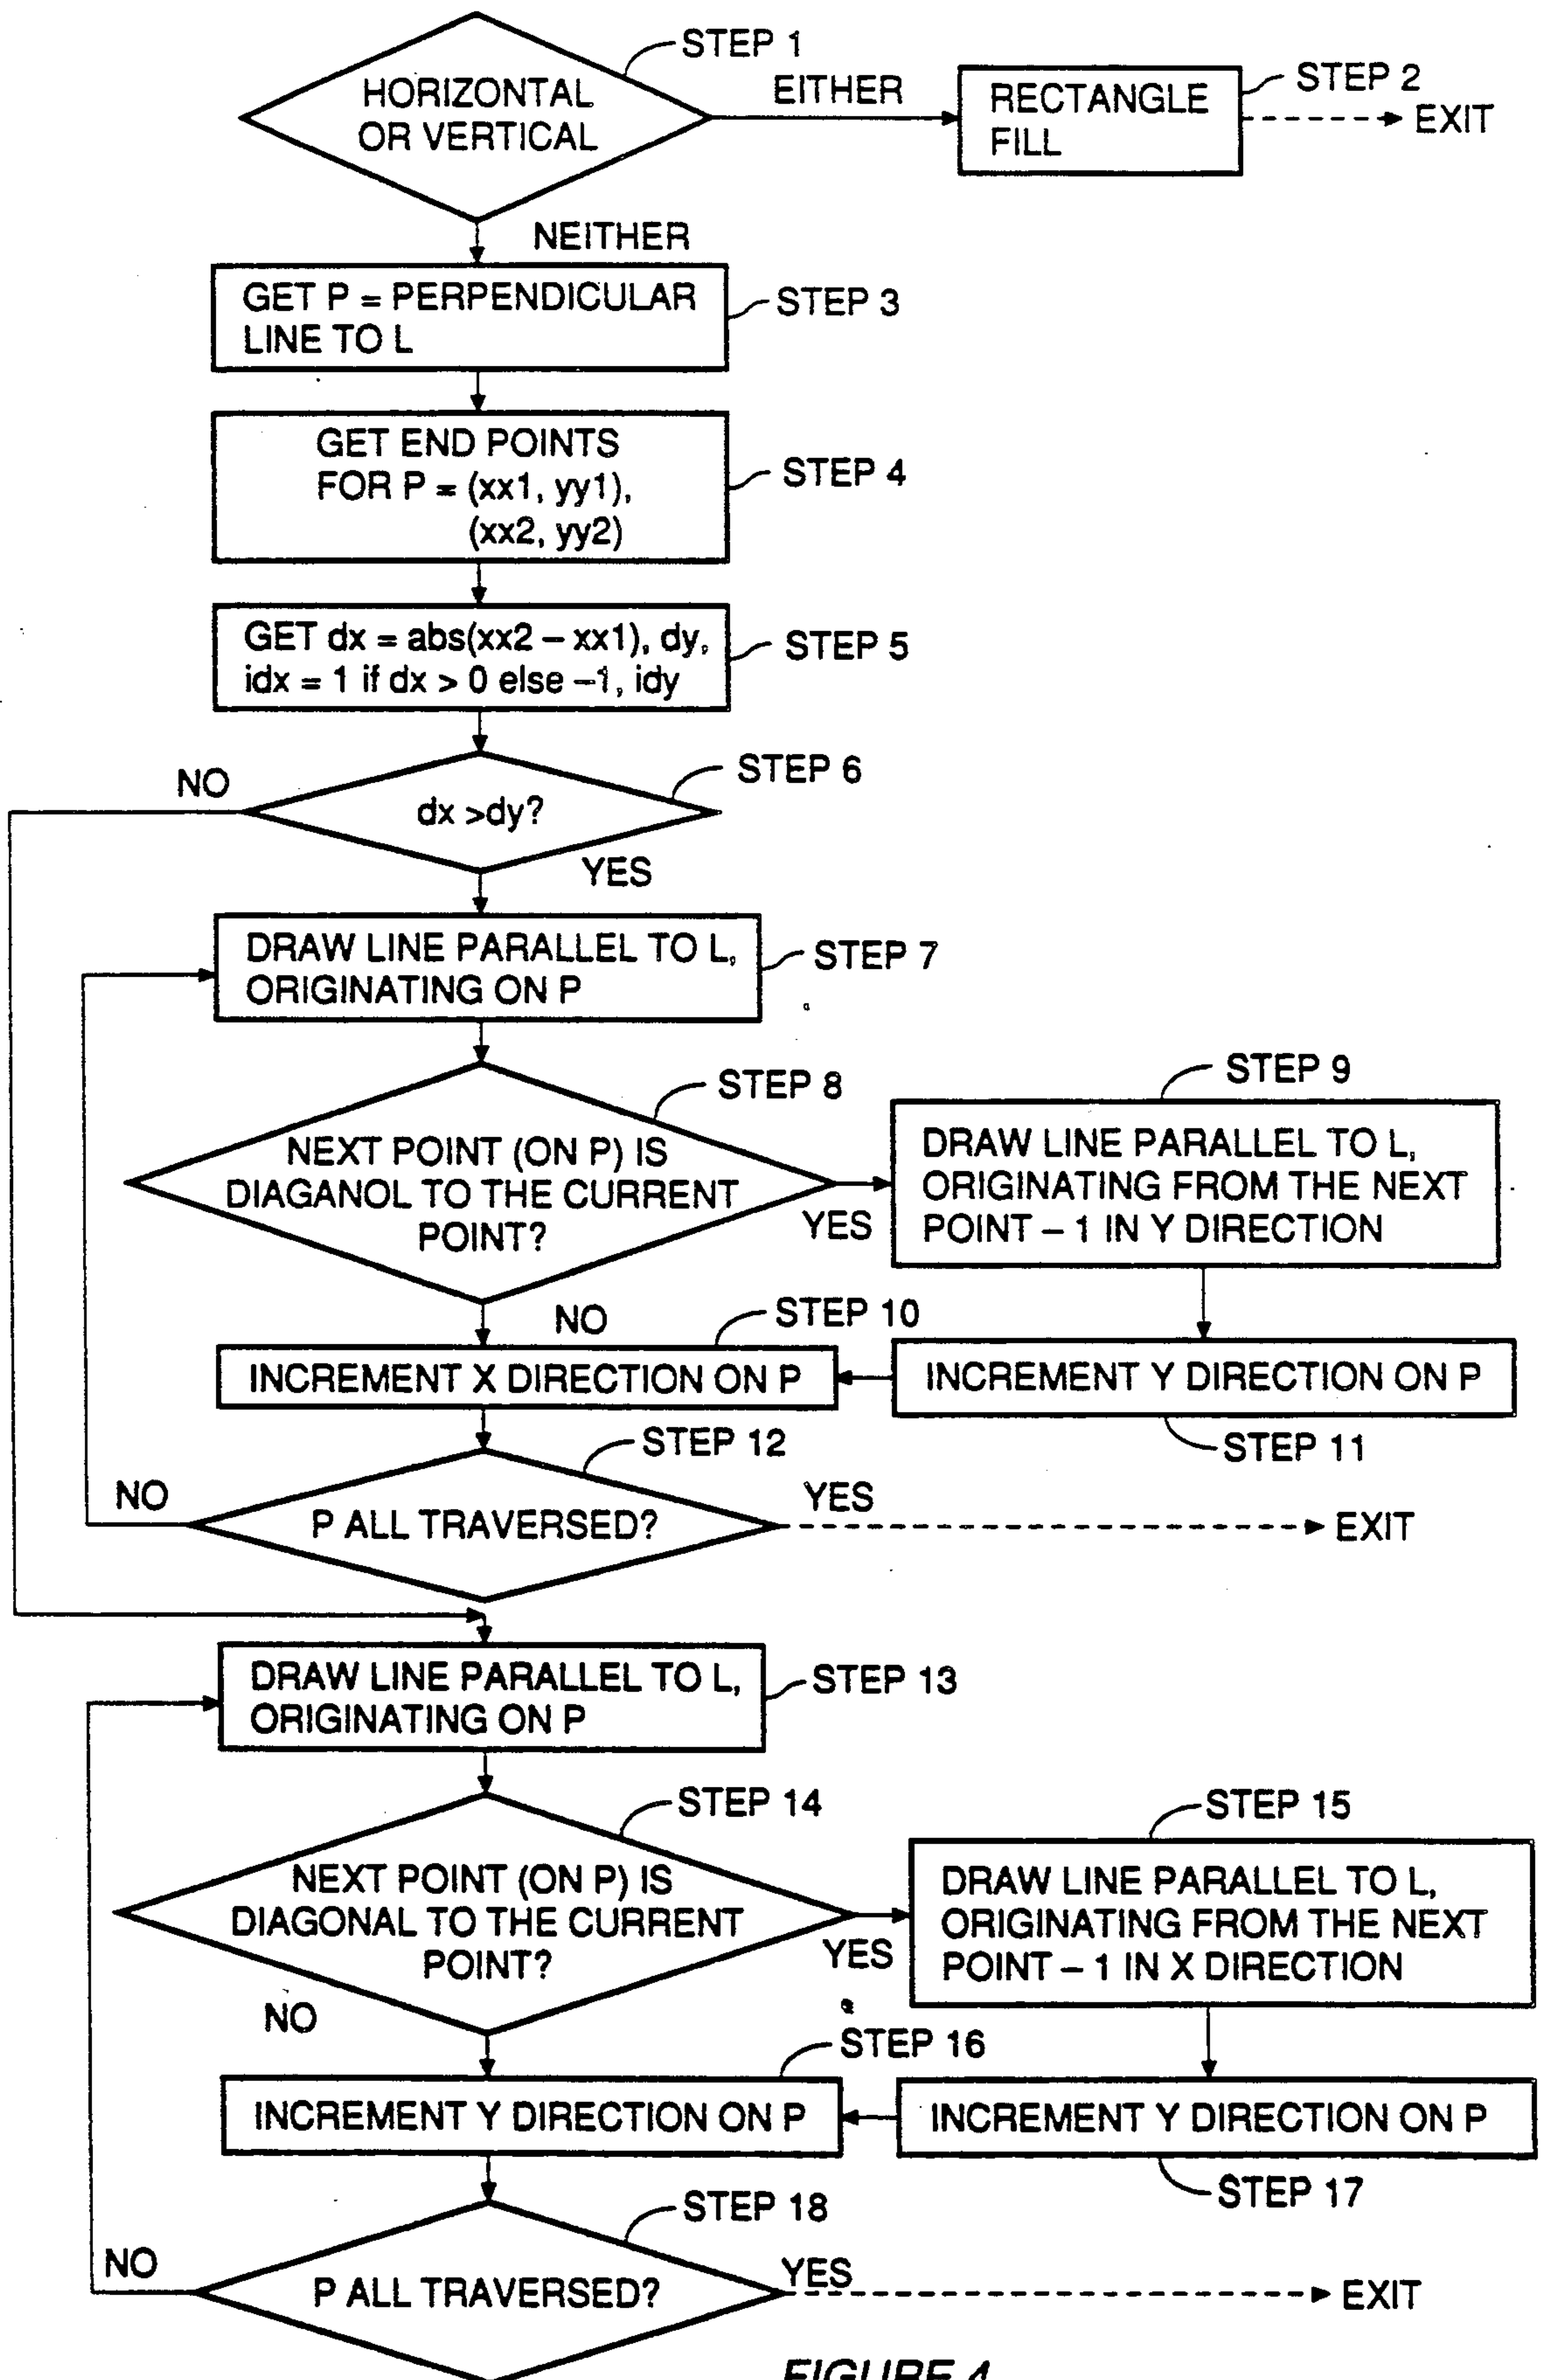 STEP 1
HORIZONTAL
OR VERTICAL
EITHER
RECTANGLE
FILL
STEP 2
EXIT
NEITHER
GET P = PERPENDICULAR
LINE TO L
STEP 3
GET END POINTS
FOR P = (xx1, yy1),
(xx2, yy2)
STEP 4
GET dx = abs(xx2 – xx1), dy,
idx = 1 if dx > 0 else –1, idy
STEP 5
NO
STEP 6
dx >dy?
YES
DRAW LINE PARALLEL TO L,
ORIGINATING ON P
STEP 7
STEP 8
NEXT POINT (ON P) IS
DIAGANOL TO THE CURRENT
POINT?
YES
STEP 9
DRAW LINE PARALLEL TO L,
ORIGINATING FROM THE NEXT
POINT – 1 IN Y DIRECTION
NO
STEP 10
INCREMENT X DIRECTION ON P
INCREMENT Y DIRECTION ON P
STEP 11
STEP 12
NO
P ALL TRAVERSED?
YES
EXIT
DRAW LINE PARALLEL TO L,
ORIGINATING ON P
STEP 13
STEP 14
NEXT POINT (ON P) IS
DIAGONAL TO THE CURRENT
POINT?
YES
STEP 15
DRAW LINE PARALLEL TO L,
ORIGINATING FROM THE NEXT
POINT – 1 IN X DIRECTION
NO
STEP 16
INCREMENT Y DIRECTION ON P
INCREMENT Y DIRECTION ON P
STEP 17
STEP 18
NO
P ALL TRAVERSED?
YES
EXIT
FIGURE 4